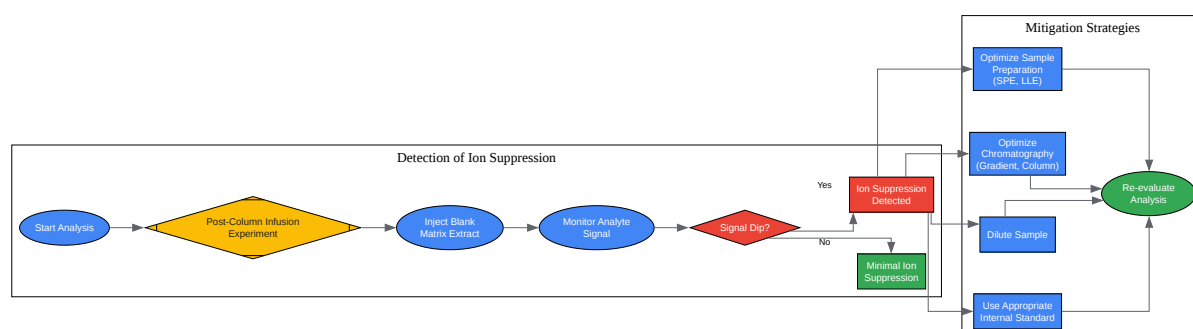 Mitigation Strategies
Optimize Sample
Preparation
(SPE, LLE)
Detection of Ion Suppression
Optimize
Chromatography
(Gradient, Column)
Yes
Ion Suppression
Detected
Re-evaluate
Analysis
Start Analysis
Post-Column Infusion
Experiment
Inject Blank
Matrix Extract
Monitor Analyte
Signal
Signal Dip?
No
Dilute Sample
Minimal Ion
Suppression
Use Appropriate
Internal Standard